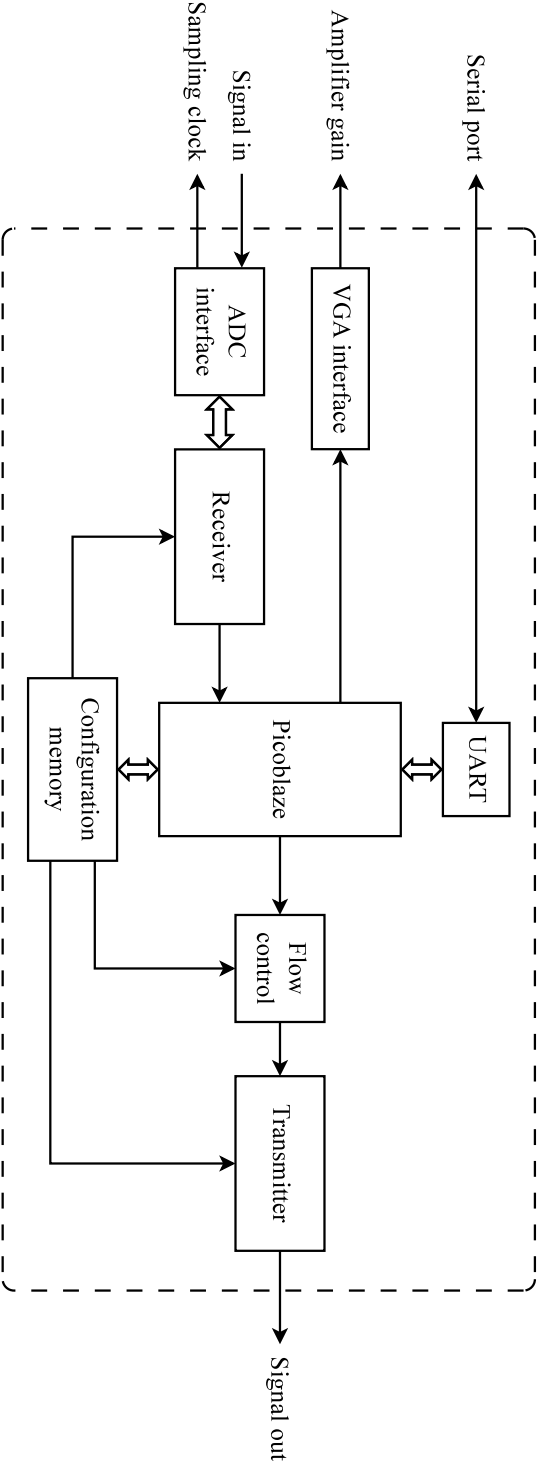 Serial port
UART
Amplifier gain
VGA interface
Signal in
Sampling clock
ADC
interface
Receiver
Picoblaze
Flow
control
Transmitter
Signal out
Configuration
memory